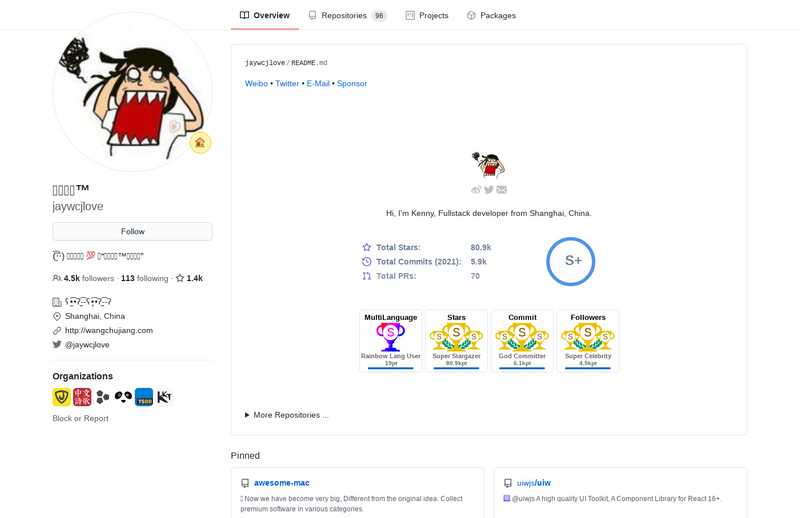 Overview
Repositories 96
Projects
Packages
™
jaywcjlove
Follow
4.5k followers · 113 following · 1.4k
Shanghai, China
http://wangchujiang.com
@jaywcjlove
Organizations
中文
诗歌
TSDX
Block or Report
jaywcjlove / README.md
Weibo • Twitter • E-Mail • Sponsor
Hi, I'm Kenny, Fullstack developer from Shanghai, China.
Total Stars: 80.9k
Total Commits (2021): 5.9k
Total PRs: 70
S+
MultiLanguage
S
Rainbow Lang User
19pt
Stars
S S S
Super Stargazer
80.9kpt
Commit
S S S
God Committer
6.1kpt
Followers
S S S
Super Celebrity
4.5kpt
More Repositories ...
Pinned
awesome-mac
Now we have become very big, Different from the original idea. Collect
premium software in various categories.
uiwjs/uiw
@uiwjs A high quality UI Toolkit, A Component Library for React 16+.